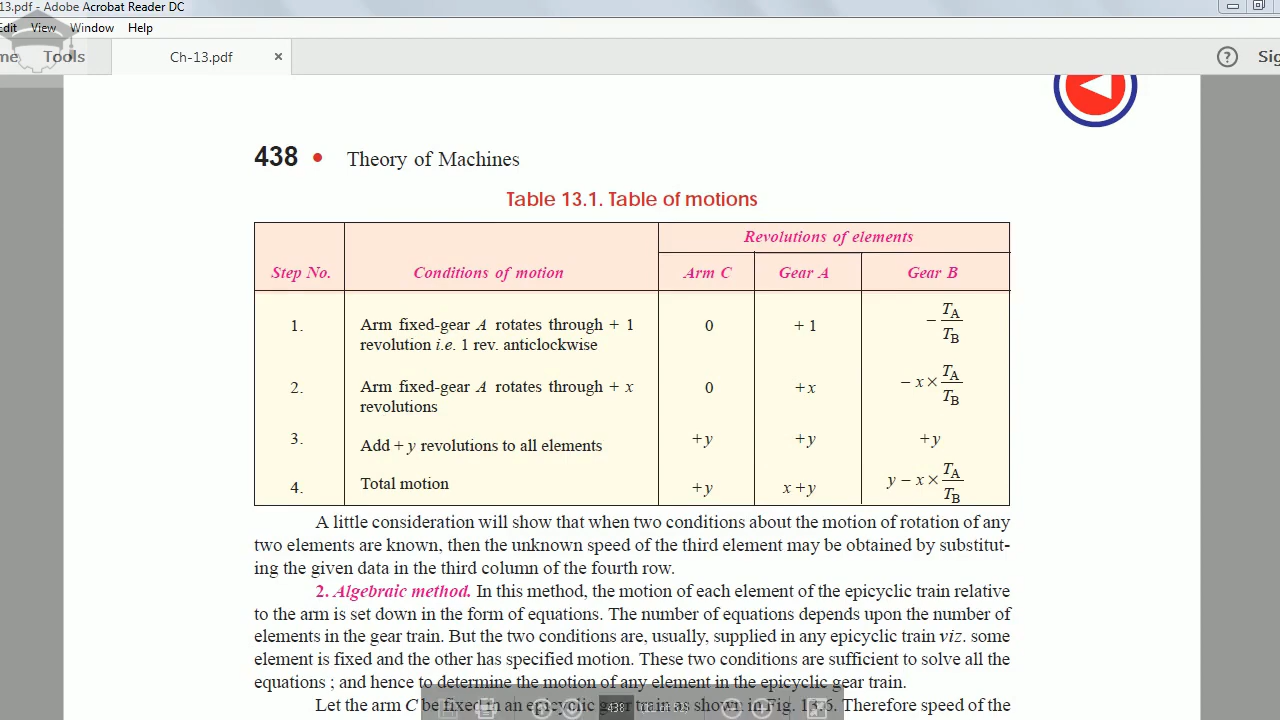 13.pdf - Adobe Acrobat Reader DC
Edit View Window Help
me Tools Ch-13.pdf × ? Sig
438 • Theory of Machines
Table 13.1. Table of motions
Revolutions of elements
Step No. Conditions of motion Arm C Gear A Gear B
1. Arm fixed-gear A rotates through + 1 revolution i.e. 1 rev. anticlockwise 0 + 1 − T_A/T_B
2. Arm fixed-gear A rotates through + x revolutions 0 + x − x × T_A/T_B
3. Add + y revolutions to all elements + y + y + y
4. Total motion + y x + y y − x × T_A/T_B
A little consideration will show that when two conditions about the motion of rotation of any
two elements are known, then the unknown speed of the third element may be obtained by substitut-
ing the given data in the third column of the fourth row.
2. Algebraic method. In this method, the motion of each element of the epicyclic train relative
to the arm is set down in the form of equations. The number of equations depends upon the number of
elements in the gear train. But the two conditions are, usually, supplied in any epicyclic train viz. some
element is fixed and the other has specified motion. These two conditions are sufficient to solve all the
equations ; and hence to determine the motion of any element in the epicyclic gear train.
Let the arm C be fixed in an epicyclic gear train as shown in Fig. 13.6. Therefore speed of the
438